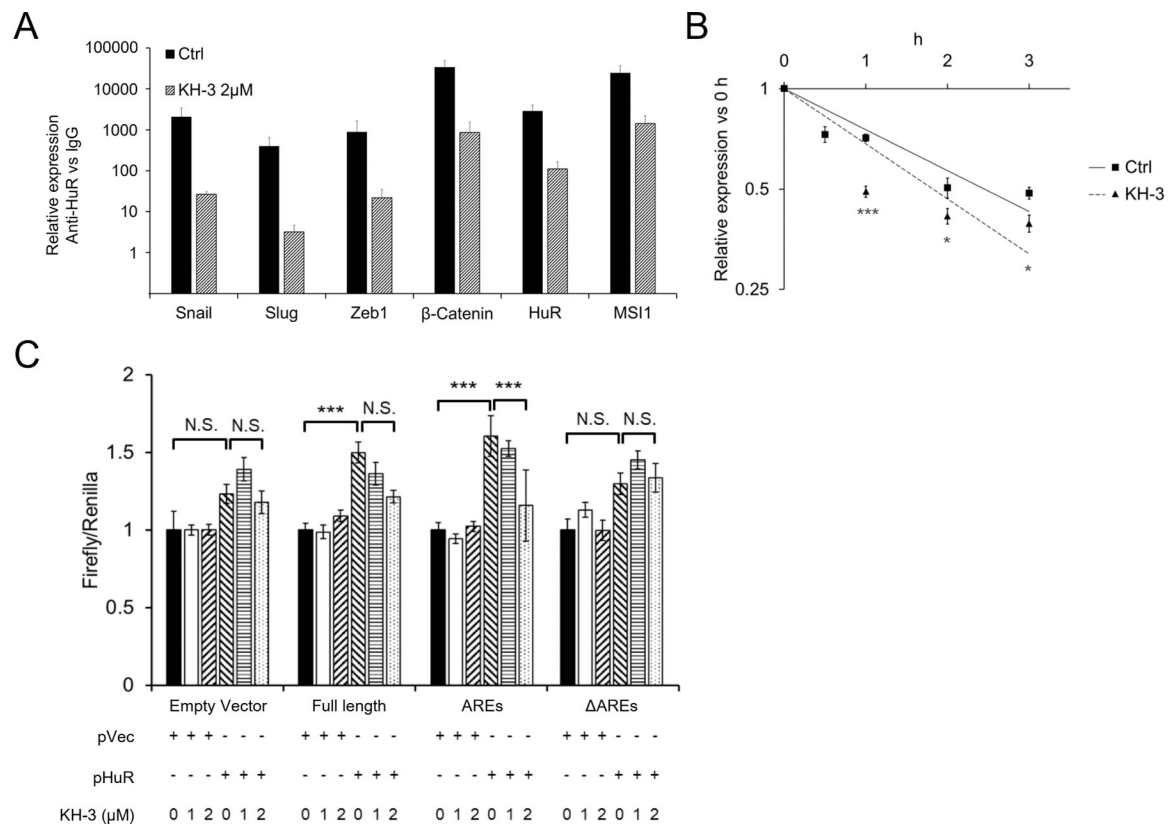 A
100000
10000
1000
100
10
1
Relative expression
Anti-HuR vs IgG
Ctrl
KH-3 2μM
Snail Slug Zeb1 β-Catenin HuR MSI1
B
h
0 1 2 3
1
0.5
0.25
Relative expression vs 0 h
***
*
*
Ctrl
KH-3
C
2
1.5
1
0.5
0
Firefly/Renilla
N.S. N.S.
*** N.S.
*** ***
N.S. N.S.
Empty Vector Full length AREs ΔAREs
pVec + + + - - - + + + - - - + + + - - - + + + - - -
pHuR - - - + + + - - - + + + - - - + + + - - - + + +
KH-3 (μM) 0 1 2 0 1 2 0 1 2 0 1 2 0 1 2 0 1 2 0 1 2 0 1 2